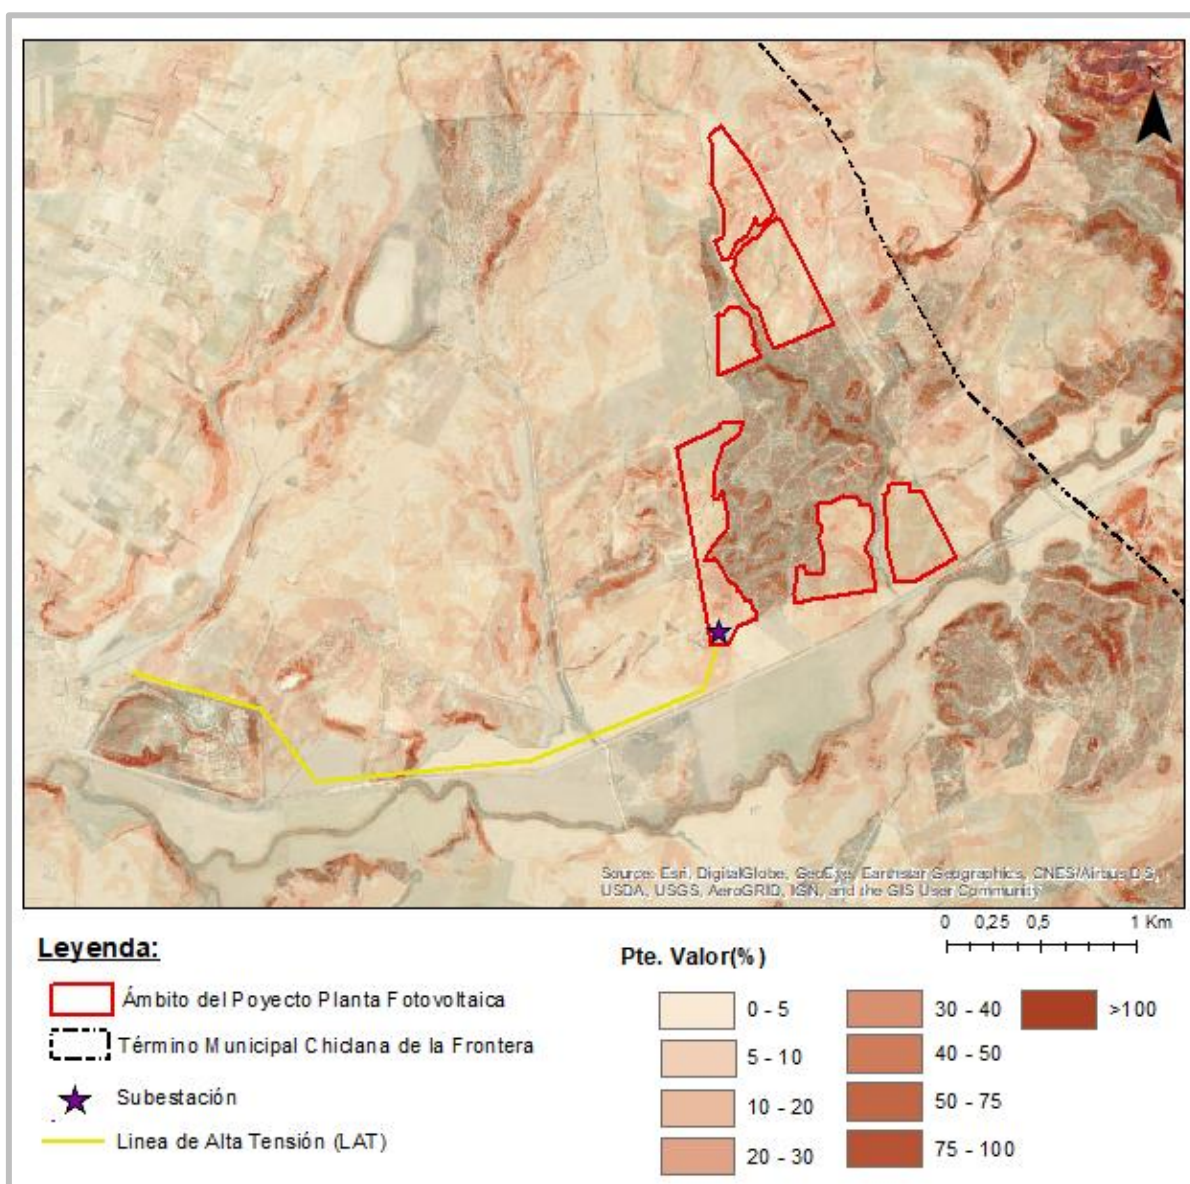 N
Source: Esri, DigitalGlobe, GeoEye, Earthstar Geographics, CNES/Airbus DS,
USDA, USGS, AeroGRID, IGN, and the GIS User Community
0 0,25 0,5 1 Km
Leyenda:
Ámbito del Poyecto Planta Fotovoltaica
Término Municipal Chiclana de la Frontera
Subestación
Linea de Alta Tensión (LAT)
Pte. Valor(%)
0 - 5
5 - 10
10 - 20
20 - 30
30 - 40
40 - 50
50 - 75
75 - 100
>100